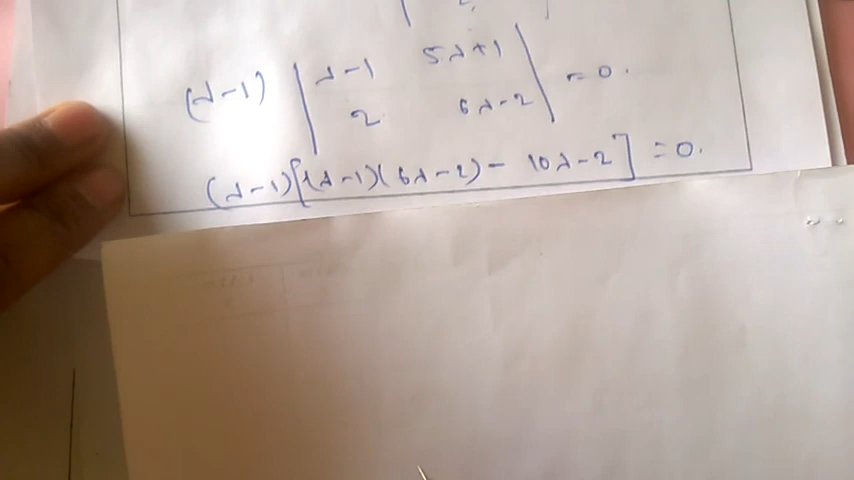 (λ-1) | λ-1 5λ+1 | = 0.
| 2 6λ-2 |
(λ-1)[(λ-1)(6λ-2) - 10λ-2] = 0.